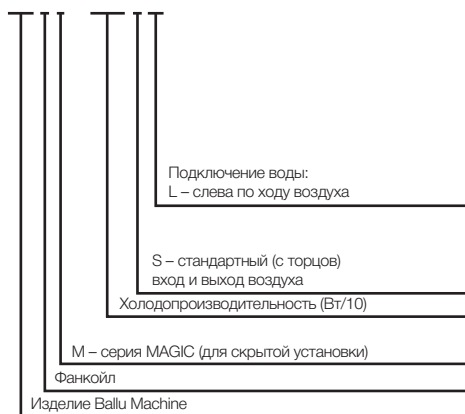 Подключение воды:
L – слева по ходу воздуха
S – стандартный (с торцов)
вход и выход воздуха
Холодопроизводительность (Вт/10)
М – серия MAGIC (для скрытой установки)
Фанкойл
Изделие Ballu Machine